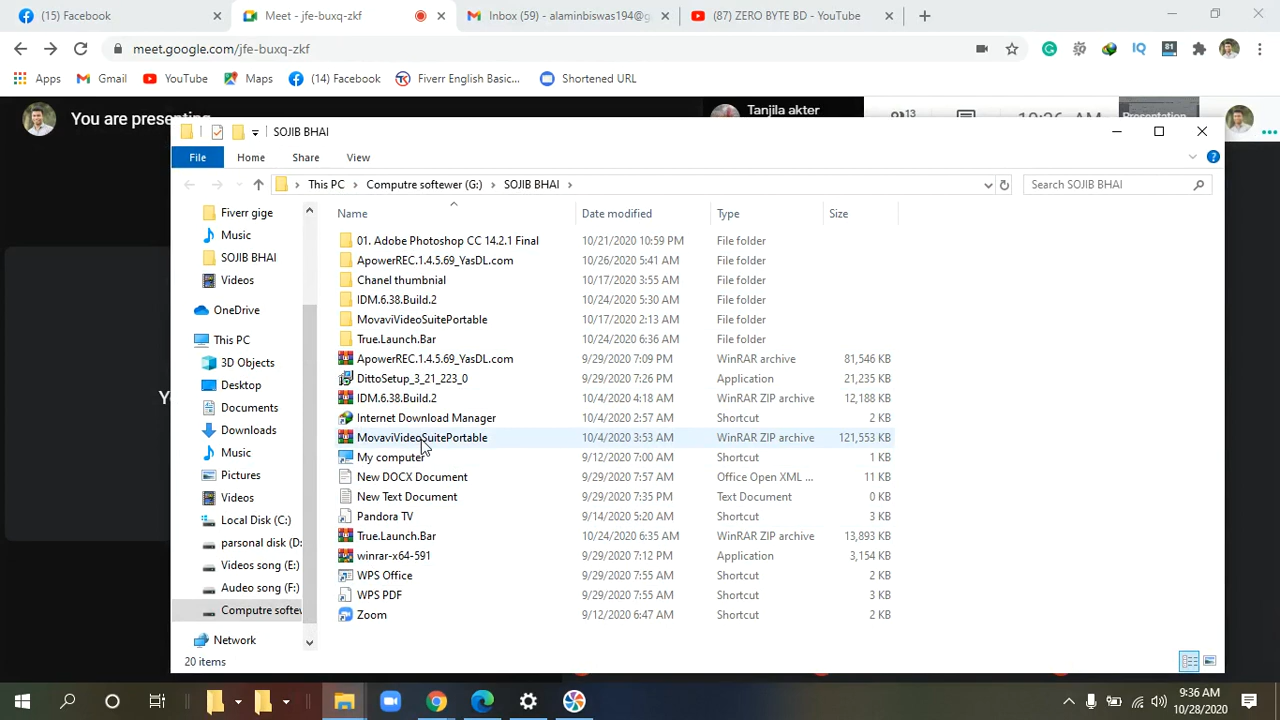 (15) Facebook
Meet - jfe-buxq-zkf
Inbox (59) - alaminbiswas194@g
(87) ZERO BYTE BD - YouTube
meet.google.com/jfe-buxq-zkf
81
Apps
Gmail
YouTube
Maps
(14) Facebook
Fiverr English Basic...
Shortened URL
You are presenting
Tanjila akter
13
Presentation
SOJIB BHAI
File
Home
Share
View
This PC
Computre softewer (G:)
SOJIB BHAI
Search SOJIB BHAI
Name
Date modified
Type
Size
Fiverr gige
Music
SOJIB BHAI
Videos
OneDrive
This PC
3D Objects
Desktop
Documents
Downloads
Music
Pictures
Videos
Local Disk (C:)
parsonal disk (D:
Videos song (E:)
Audeo song (F:)
Computre softew
Network
01. Adobe Photoshop CC 14.2.1 Final 10/21/2020 10:59 PM File folder
ApowerREC.1.4.5.69_YasDL.com 10/26/2020 5:41 AM File folder
Chanel thumbnial 10/17/2020 3:55 AM File folder
IDM.6.38.Build.2 10/24/2020 5:30 AM File folder
MovaviVideoSuitePortable 10/17/2020 2:13 AM File folder
True.Launch.Bar 10/24/2020 6:36 AM File folder
ApowerREC.1.4.5.69_YasDL.com 9/29/2020 7:09 PM WinRAR archive 81,546 KB
DittoSetup_3_21_223_0 9/29/2020 7:26 PM Application 21,235 KB
IDM.6.38.Build.2 10/4/2020 4:18 AM WinRAR ZIP archive 12,188 KB
Internet Download Manager 10/4/2020 2:57 AM Shortcut 2 KB
MovaviVideoSuitePortable 10/4/2020 3:53 AM WinRAR ZIP archive 121,553 KB
My computer 9/12/2020 7:00 AM Shortcut 1 KB
New DOCX Document 9/29/2020 7:57 AM Office Open XML ... 11 KB
New Text Document 9/29/2020 7:35 PM Text Document 0 KB
Pandora TV 9/14/2020 5:20 AM Shortcut 3 KB
True.Launch.Bar 10/24/2020 6:35 AM WinRAR ZIP archive 13,893 KB
winrar-x64-591 9/29/2020 7:12 PM Application 3,154 KB
WPS Office 9/29/2020 7:55 AM Shortcut 2 KB
WPS PDF 9/29/2020 7:55 AM Shortcut 3 KB
Zoom 9/12/2020 6:47 AM Shortcut 2 KB
20 items
9:36 AM
10/28/2020